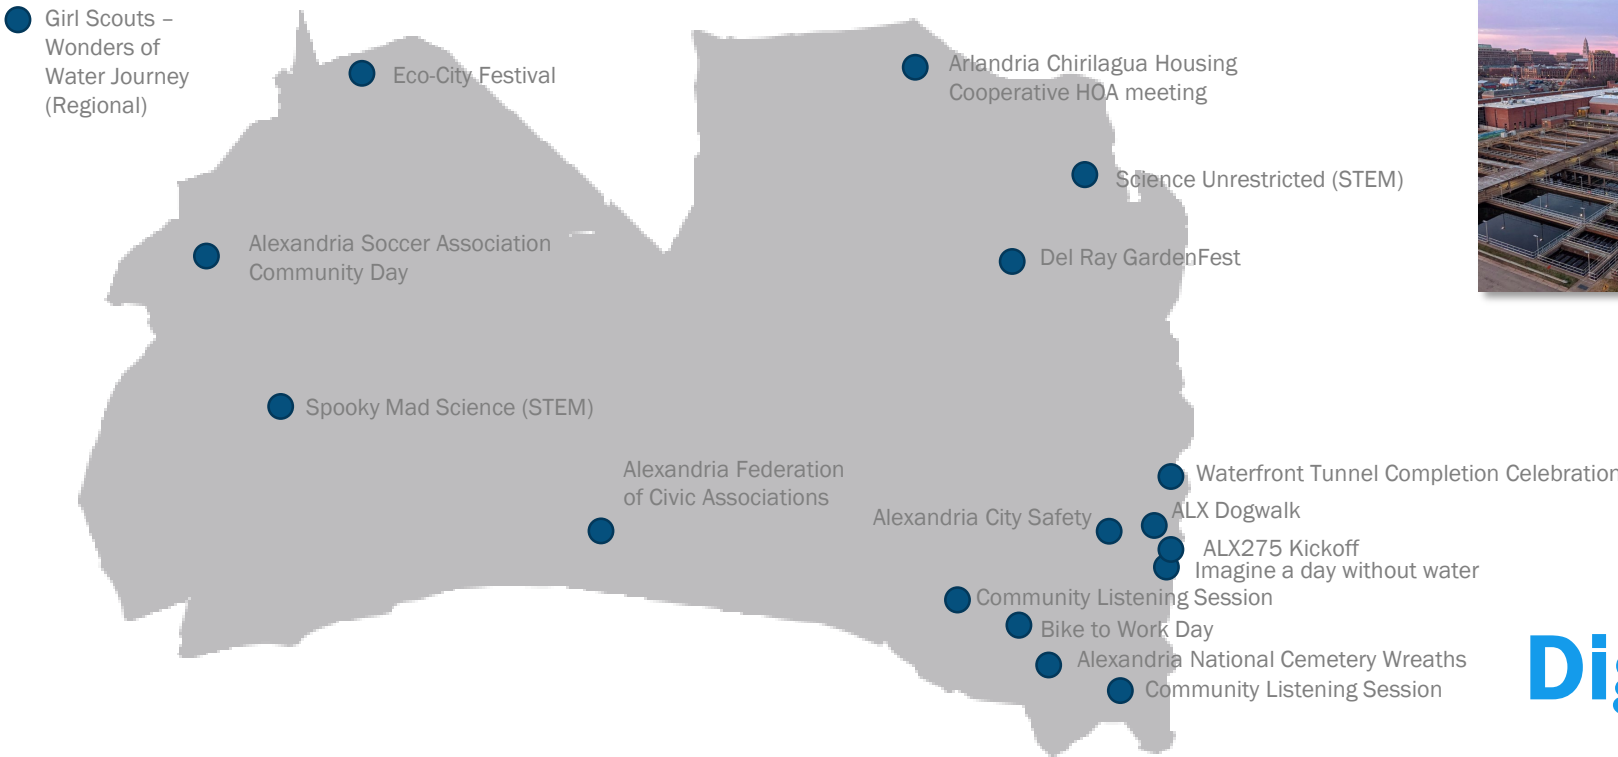 Girl Scouts –
Wonders of
Water Journey
(Regional)
Eco-City Festival
Arlandria Chirilagua Housing
Cooperative HOA meeting
Science Unrestricted (STEM)
Alexandria Soccer Association
Community Day
Del Ray GardenFest
Spooky Mad Science (STEM)
Alexandria Federation
of Civic Associations
Waterfront Tunnel Completion Celebration
ALX Dogwalk
Alexandria City Safety
ALX275 Kickoff
Imagine a day without water
Community Listening Session
Bike to Work Day
Alexandria National Cemetery Wreaths
Community Listening Session